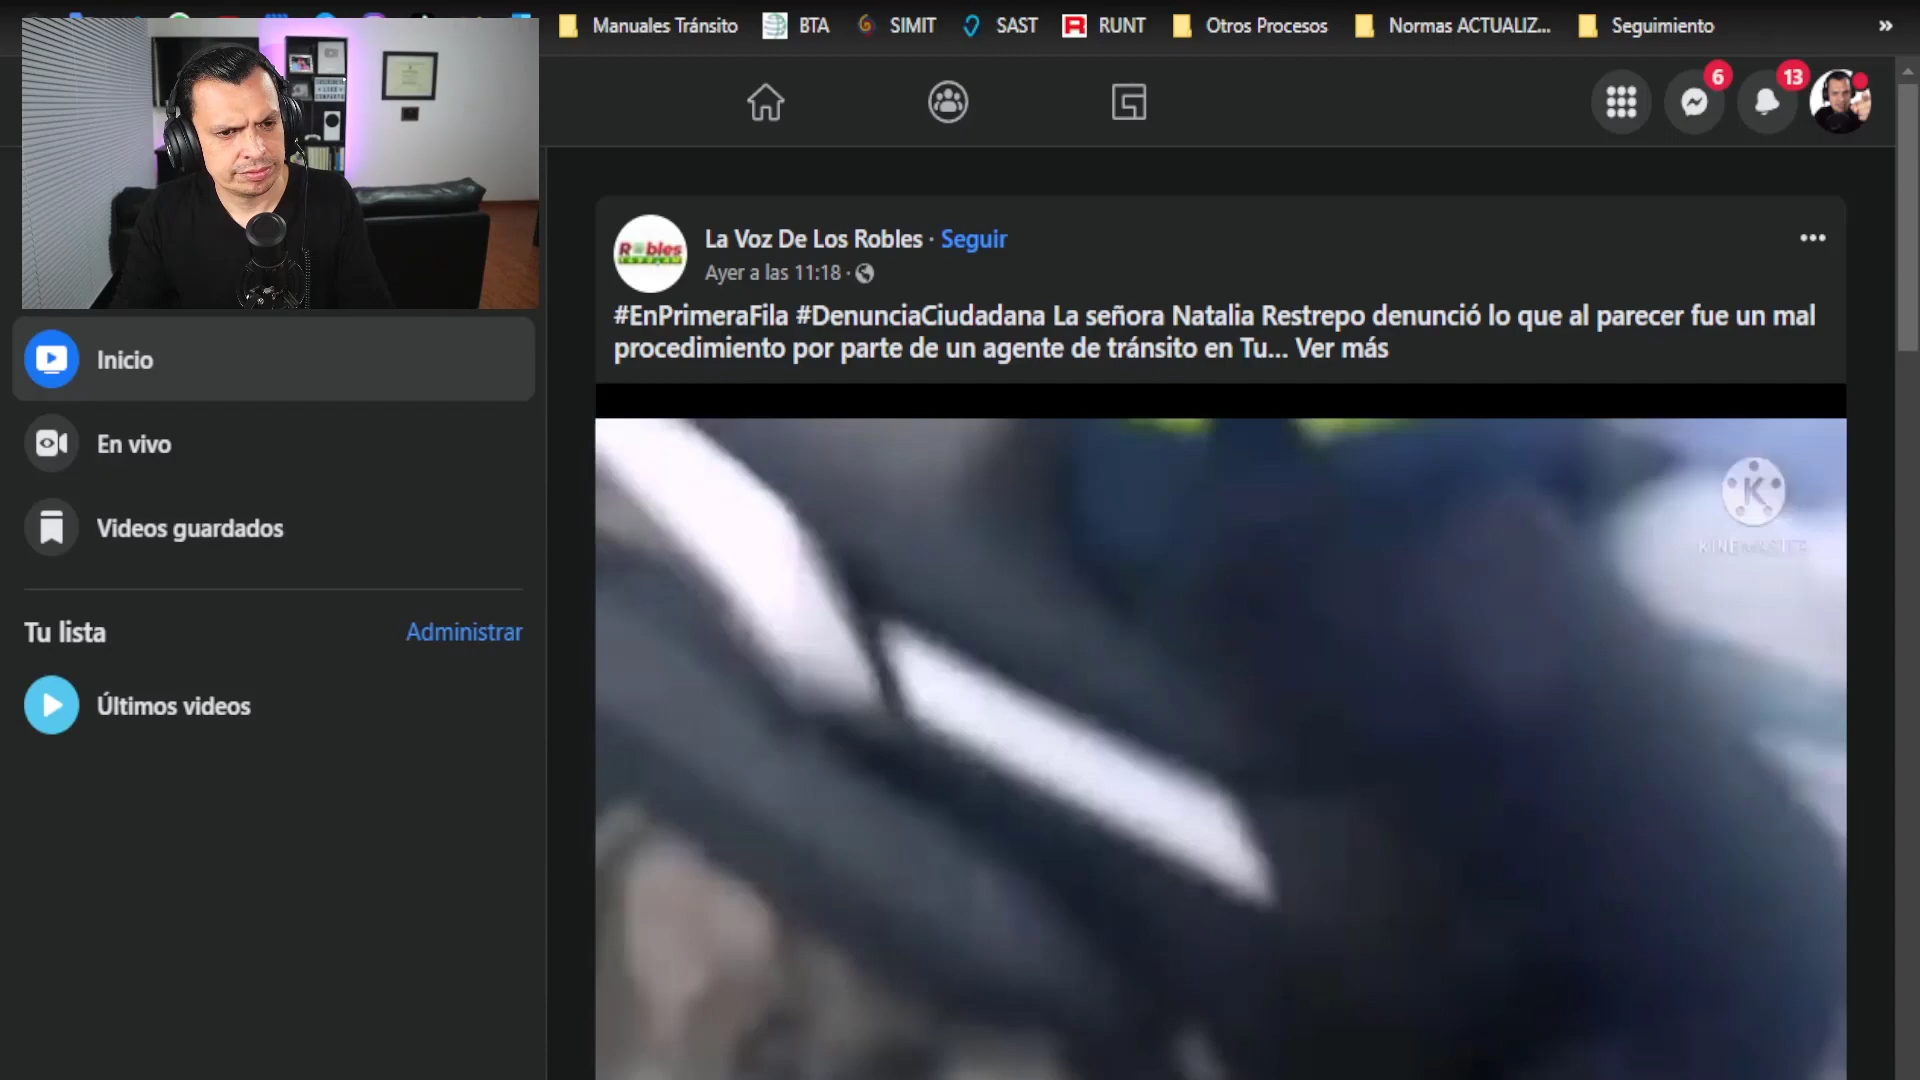 Manuales Tránsito
BTA
SIMIT
SAST
RUNT
Otros Procesos
Normas ACTUALIZ...
Seguimiento
»
6
13
La Voz De Los Robles · Seguir
Ayer a las 11:18 ·
#EnPrimeraFila #DenunciaCiudadana La señora Natalia Restrepo denunció lo que al parecer fue un mal
procedimiento por parte de un agente de tránsito en Tu... Ver más
Inicio
En vivo
Videos guardados
Tu lista
Administrar
Últimos videos
Robles
K
KINEMASTER